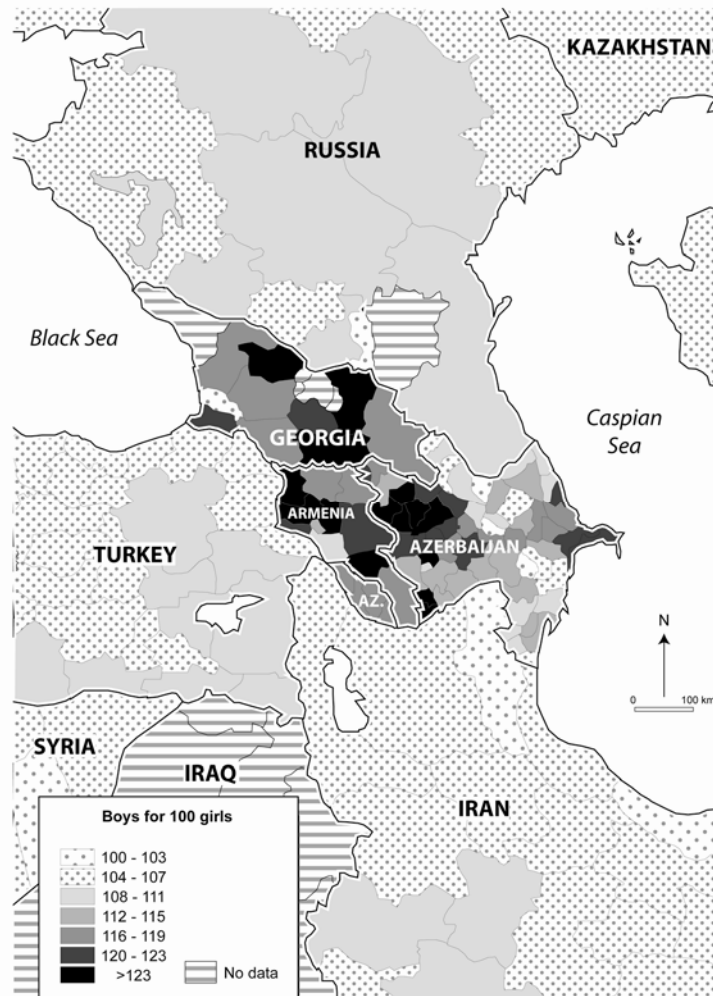 KAZAKHSTAN
RUSSIA
Black Sea
Caspian
Sea
GEORGIA
ARMENIA
AZERBAIJAN
TURKEY
AZ.
N
0 100 km
SYRIA
IRAQ
IRAN
Boys for 100 girls
100 - 103
104 - 107
108 - 111
112 - 115
116 - 119
120 - 123
>123
No data